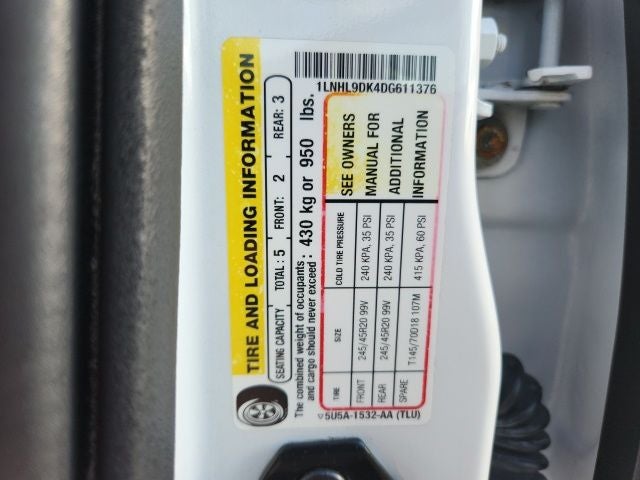 1LNHL9DK4DG611376
TIRE AND LOADING INFORMATION
SEATING CAPACITY TOTAL : 5 FRONT: 2 REAR: 3
The combined weight of occupants
and cargo should never exceed : 430 kg or 950 lbs.
TIRE SIZE COLD TIRE PRESSURE
FRONT 245/45R20 99V 240 KPA, 35 PSI
REAR 245/45R20 99V 240 KPA, 35 PSI
SPARE T145/70D18 107M 415 KPA, 60 PSI
SEE OWNERS
MANUAL FOR
ADDITIONAL
INFORMATION
5U5A-1532-AA (TLU)